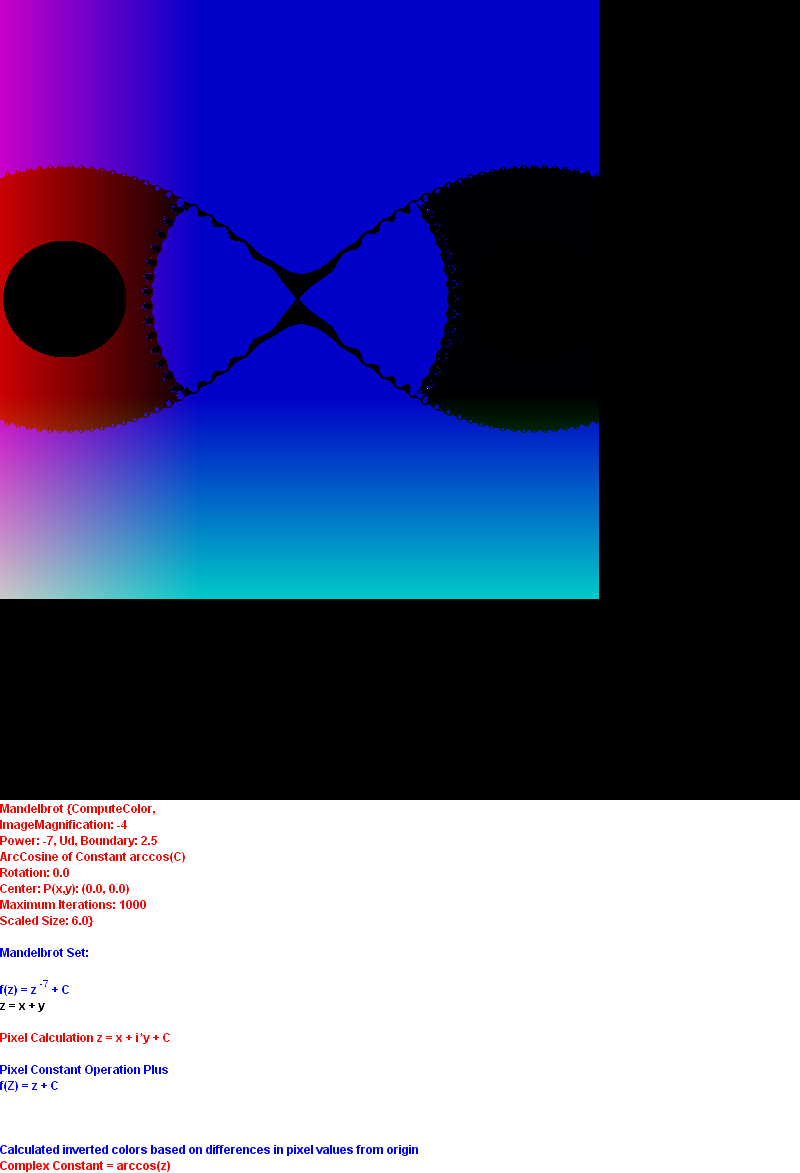 Mandelbrot {ComputeColor,
ImageMagnification: -4
Power: -7, Ud, Boundary: 2.5
ArcCosine of Constant arccos(C)
Rotation: 0.0
Center: P(x,y): (0.0, 0.0)
Maximum Iterations: 1000
Scaled Size: 6.0}
Mandelbrot Set:
f(z) = z ⁻⁷ + C
z = x + y
Pixel Calculation z = x + i*y + C
Pixel Constant Operation Plus
f(Z) = z + C
Calculated inverted colors based on differences in pixel values from origin
Complex Constant = arccos(z)